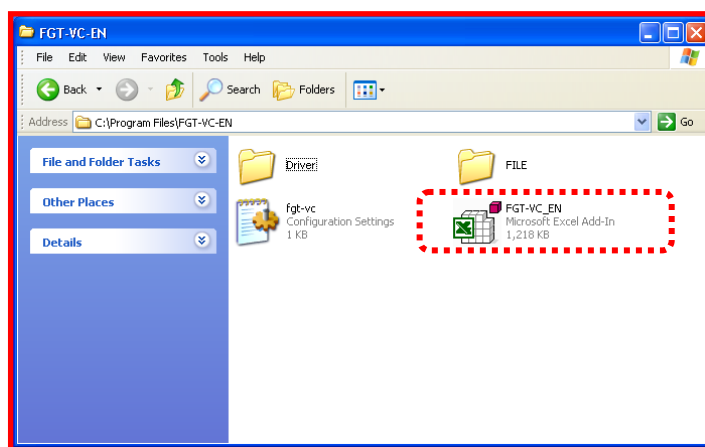 FGT-VC-EN
File Edit View Favorites Tools Help
Back Search Folders
Address C:\Program Files\FGT-VC-EN Go
File and Folder Tasks
Other Places
Details
Driver
FILE
fgt-vc
Configuration Settings
1 KB
FGT-VC_EN
Microsoft Excel Add-In
1,218 KB